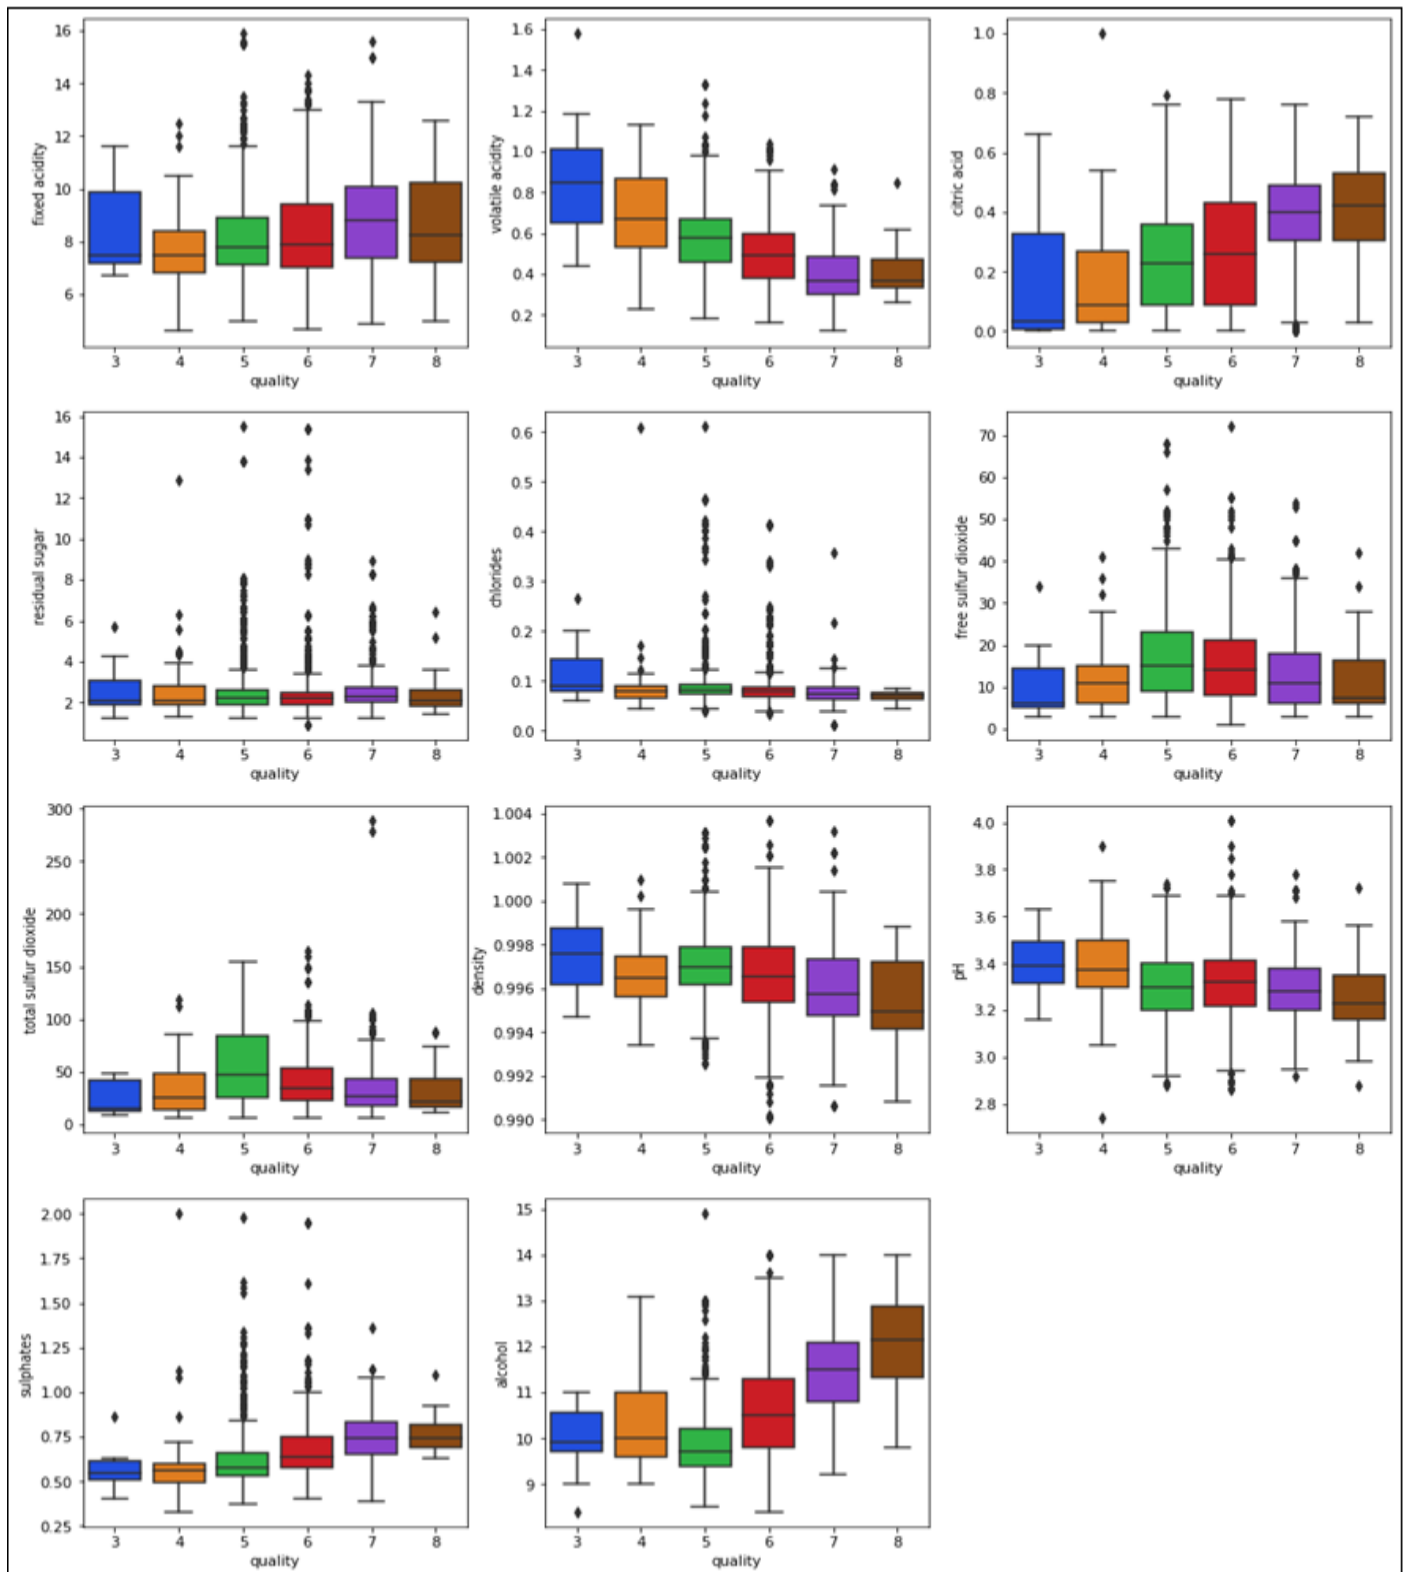 fixed acidity
16
14
12
10
8
6
3 4 5 6 7 8
quality
volatile acidity
1.6
1.4
1.2
1.0
0.8
0.6
0.4
0.2
3 4 5 6 7 8
quality
citric acid
1.0
0.8
0.6
0.4
0.2
0.0
3 4 5 6 7 8
quality
residual sugar
16
14
12
10
8
6
4
2
3 4 5 6 7 8
quality
chlorides
0.6
0.5
0.4
0.3
0.2
0.1
0.0
3 4 5 6 7 8
quality
free sulfur dioxide
70
60
50
40
30
20
10
0
3 4 5 6 7 8
quality
total sulfur dioxide
300
250
200
150
100
50
0
3 4 5 6 7 8
quality
density
1.004
1.002
1.000
0.998
0.996
0.994
0.992
0.990
3 4 5 6 7 8
quality
pH
4.0
3.8
3.6
3.4
3.2
3.0
2.8
3 4 5 6 7 8
quality
sulphates
2.00
1.75
1.50
1.25
1.00
0.75
0.50
0.25
3 4 5 6 7 8
quality
alcohol
15
14
13
12
11
10
9
3 4 5 6 7 8
quality